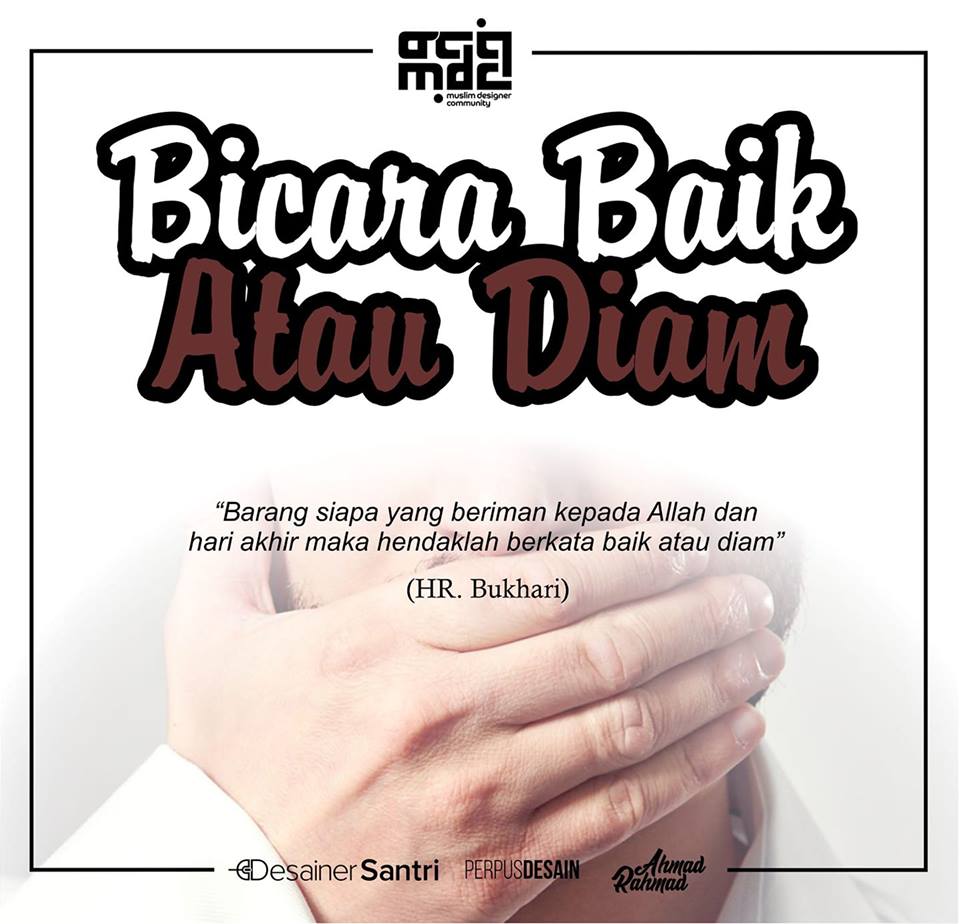 mdc
muslim designer
community
Bicara Baik
Atau Diam
“Barang siapa yang beriman kepada Allah dan
hari akhir maka hendaklah berkata baik atau diam”
(HR. Bukhari)
DesainerSantri
PERPUSDESAIN
Ahmad
Rahmad